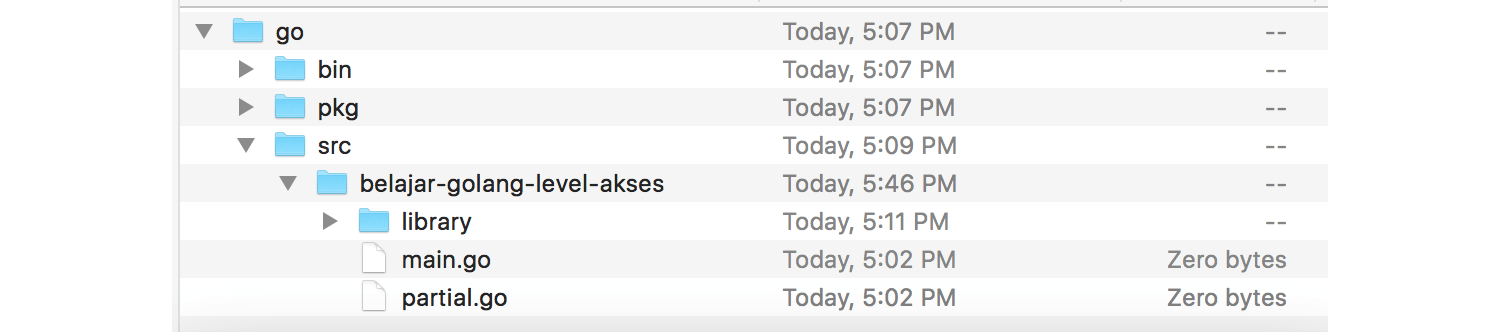 go Today, 5:07 PM --
bin Today, 5:07 PM --
pkg Today, 5:07 PM --
src Today, 5:09 PM --
belajar-golang-level-akses Today, 5:46 PM --
library Today, 5:11 PM --
main.go Today, 5:02 PM Zero bytes
partial.go Today, 5:02 PM Zero bytes